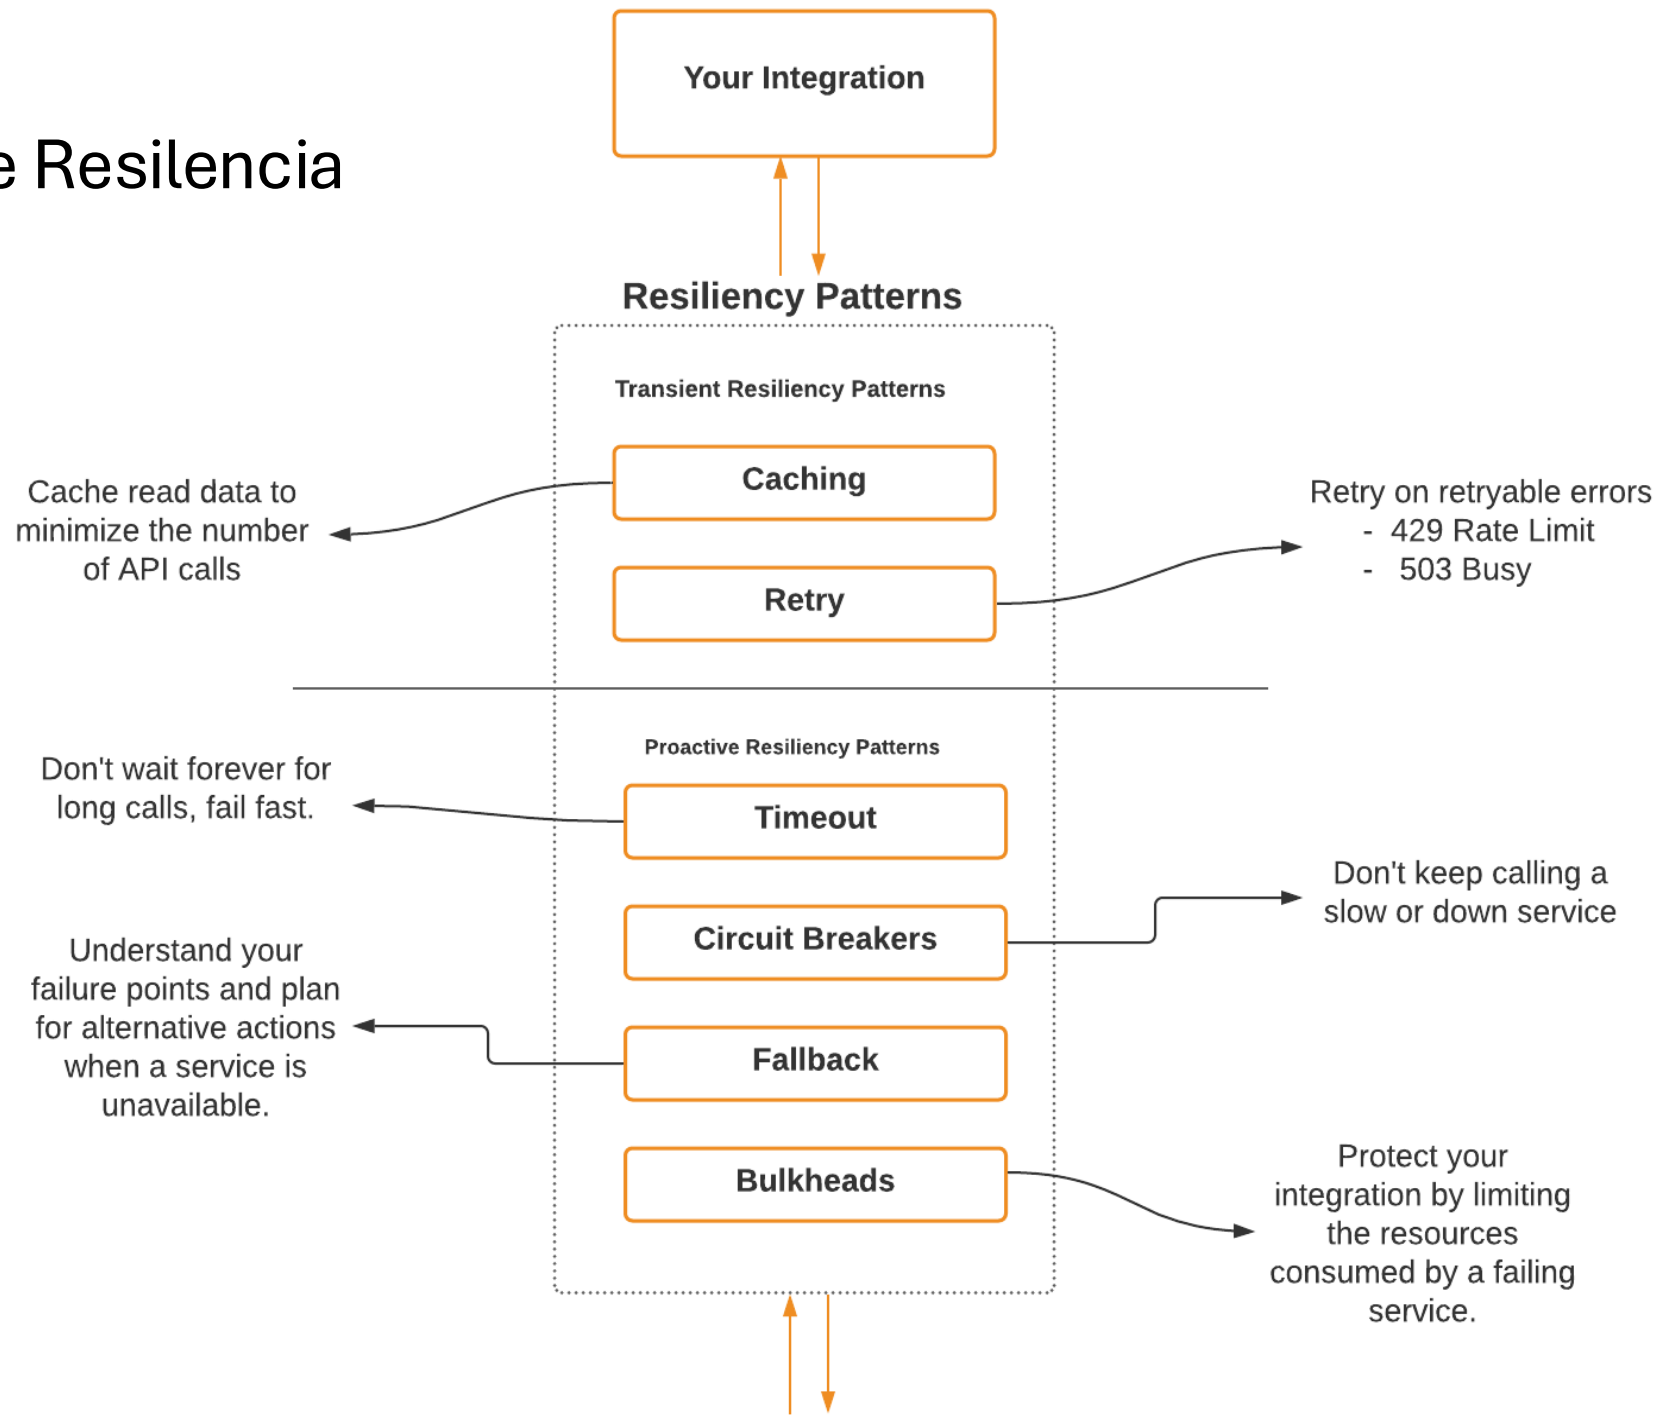 Your Integration
e Resilencia
Resiliency Patterns
Transient Resiliency Patterns
Caching
Cache read data to
minimize the number
of API calls
Retry
Retry on retryable errors
- 429 Rate Limit
- 503 Busy
Proactive Resiliency Patterns
Timeout
Don't wait forever for
long calls, fail fast.
Circuit Breakers
Don't keep calling a
slow or down service
Fallback
Understand your
failure points and plan
for alternative actions
when a service is
unavailable.
Bulkheads
Protect your
integration by limiting
the resources
consumed by a failing
service.